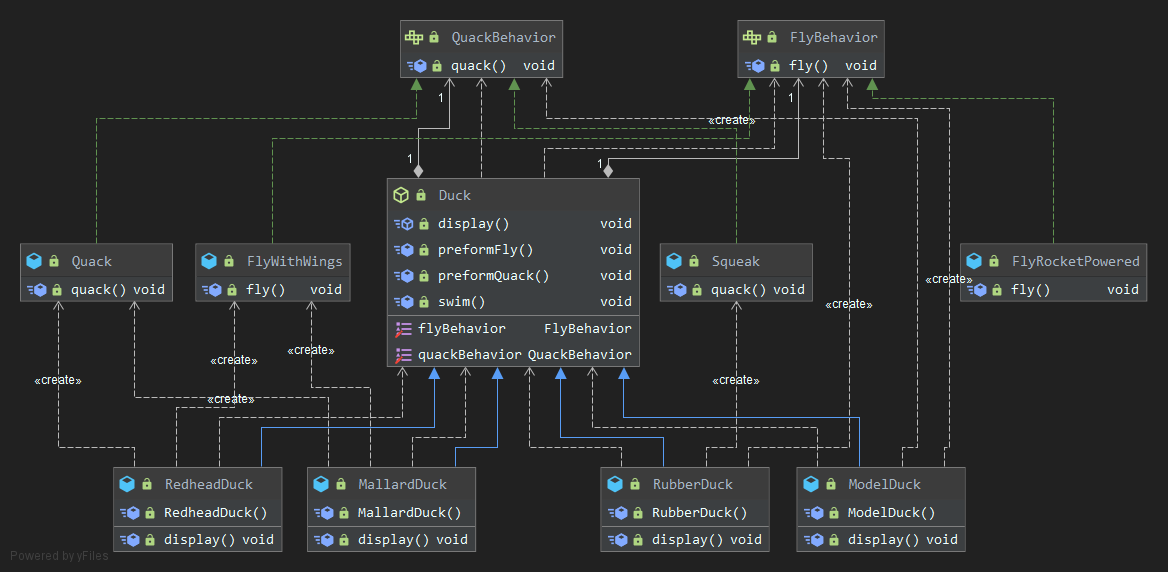 QuackBehavior
quack() void
FlyBehavior
fly() void
1
1
«create»
1
1
Duck
display() void
preformFly() void
preformQuack() void
swim() void
flyBehavior FlyBehavior
quackBehavior QuackBehavior
Quack
quack() void
FlyWithWings
fly() void
Squeak
quack() void
FlyRocketPowered
fly() void
«create»
«create»
«create»
«create»
«create»
«create»
«create»
RedheadDuck
RedheadDuck()
display() void
MallardDuck
MallardDuck()
display() void
RubberDuck
RubberDuck()
display() void
ModelDuck
ModelDuck()
display() void
Powered by yFiles